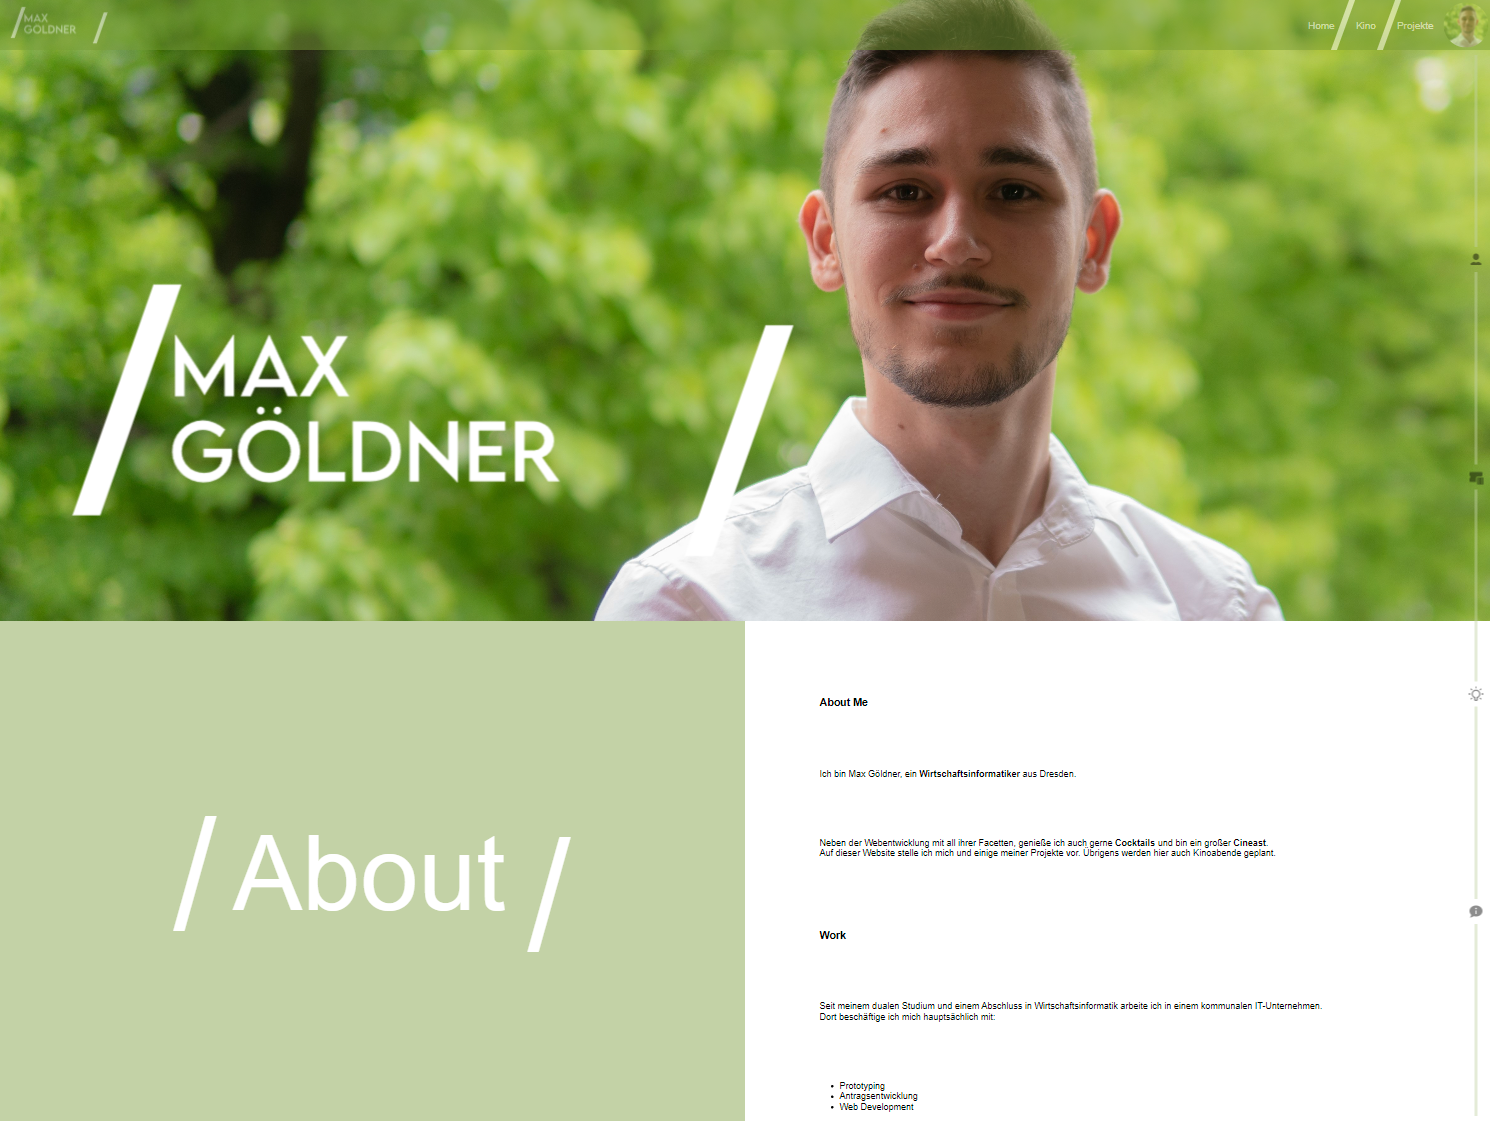 MAX
GÖLDNER
Home
Kino
Projekte
MAX
GÖLDNER
About
About Me
Ich bin Max Göldner, ein Wirtschaftsinformatiker aus Dresden.
Neben der Webentwicklung mit all ihrer Facetten, genieße ich auch gerne Cocktails und bin ein großer Cineast.
Auf dieser Website stelle ich mich und einige meiner Projekte vor. Übrigens werden hier auch Kinoabende geplant.
Work
Seit meinem dualen Studium und einem Abschluss in Wirtschaftsinformatik arbeite ich in einem kommunalen IT-Unternehmen.
Dort beschäftige ich mich hauptsächlich mit:
• Prototyping
• Antragsentwicklung
• Web Development